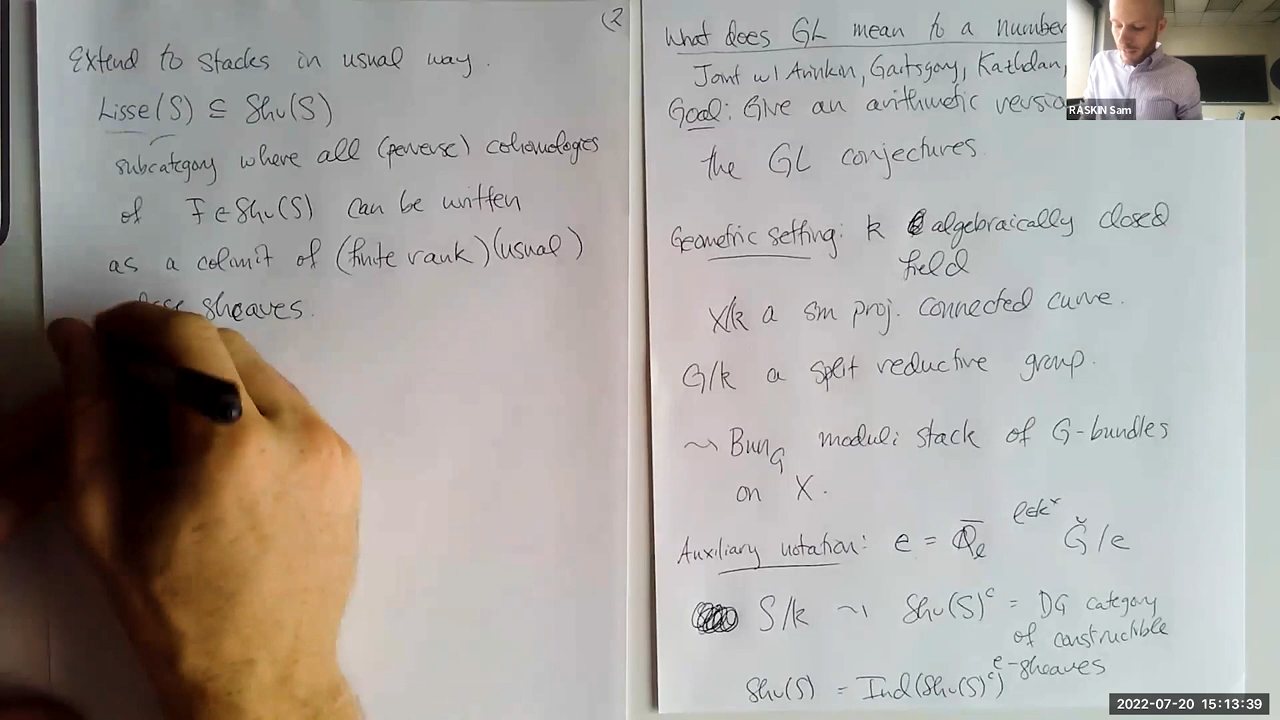 (2
Extend to stacks in usual way.
Lisse(S) ⊆ Shv(S)
subcategory where all (perverse) cohomologies
of F ∈ Shv(S) can be written
as a colimit of (finite rank)(usual)
sheaves.
What does GL mean to a number
Joint w/ Arinkin, Gaitsgory, Kazhdan,
Goal: Give an arithmetic
the GL conjectures.
Geometric setting: k algebraically closed
field
X/k a sm proj. connected curve.
G/k a split reductive group.
⇝ Bun_G moduli stack of G-bundles
on X.
Auxiliary notation: e = Q̄_ℓ ℓ∈k^× Ǧ/e
S/k ⇝ Shv(S)^c = DG category
of constructible
e-sheaves
Shv(S) = Ind(Shv(S)^c)
RASKIN Sam
2022-07-20 15:13:39